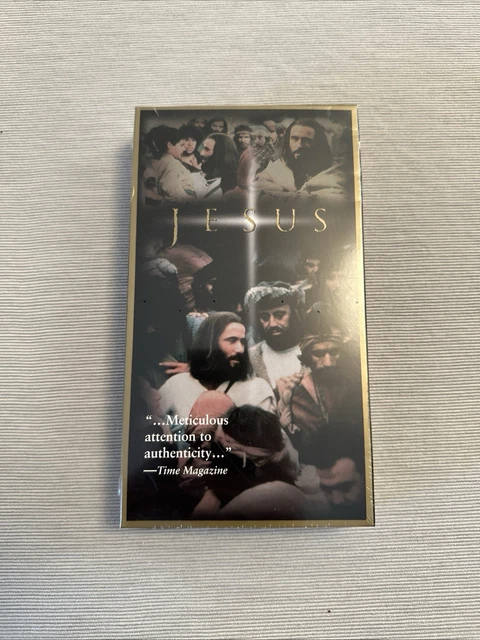 JESUS
“...Meticulous
attention to
authenticity...”
—Time Magazine